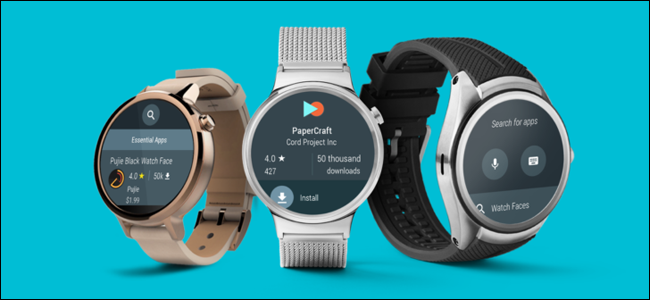 Essential Apps
Pujie Black Watch Face
4.0 ★ 50k
Pujie
$1.99
PaperCraft
Cord Project Inc
4.0 ★ 50 thousand
427 downloads
Install
Search for apps
Watch Faces